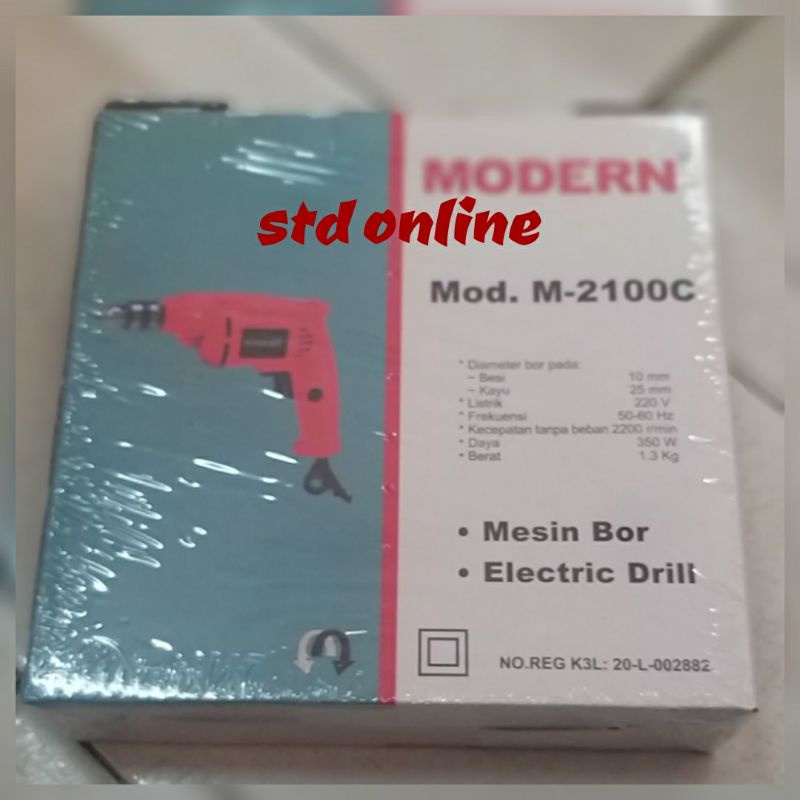 MODERN
std online
Mod. M-2100C
* Diameter bor pada:
– Besi 10 mm
– Kayu 25 mm
* Listrik 220 V
* Frekuensi 50-60 Hz
* Kecepatan tanpa beban 2200 r/min
* Daya 350 W
* Berat 1.3 Kg
• Mesin Bor
• Electric Drill
NO.REG K3L: 20-L-002882